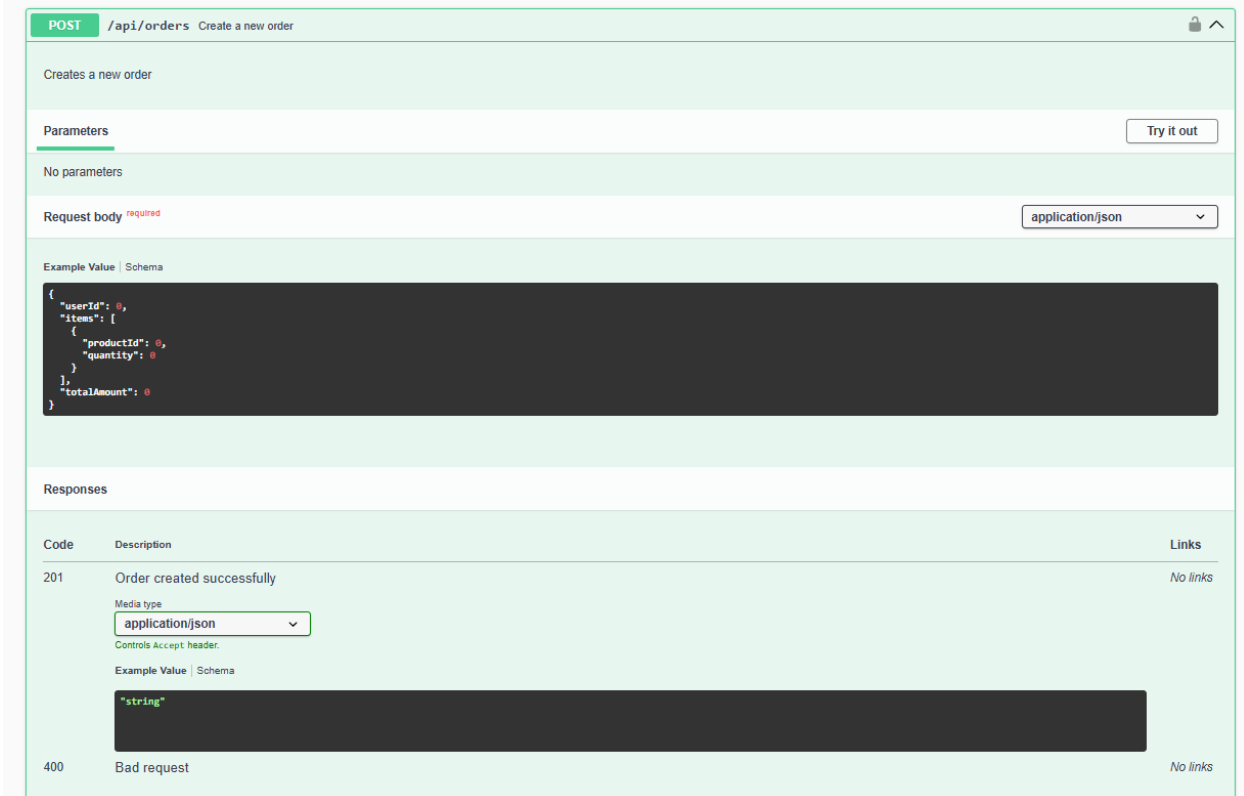 POST /api/orders Create a new order
Creates a new order
Parameters
Try it out
No parameters
Request body required
application/json
Example Value | Schema
{
  "userId": 0,
  "items": [
    {
      "productId": 0,
      "quantity": 0
    }
  ],
  "totalAmount": 0
}
Responses
Code Description Links
201 Order created successfully No links
Media type
application/json
Controls Accept header.
Example Value | Schema
"string"
400 Bad request No links